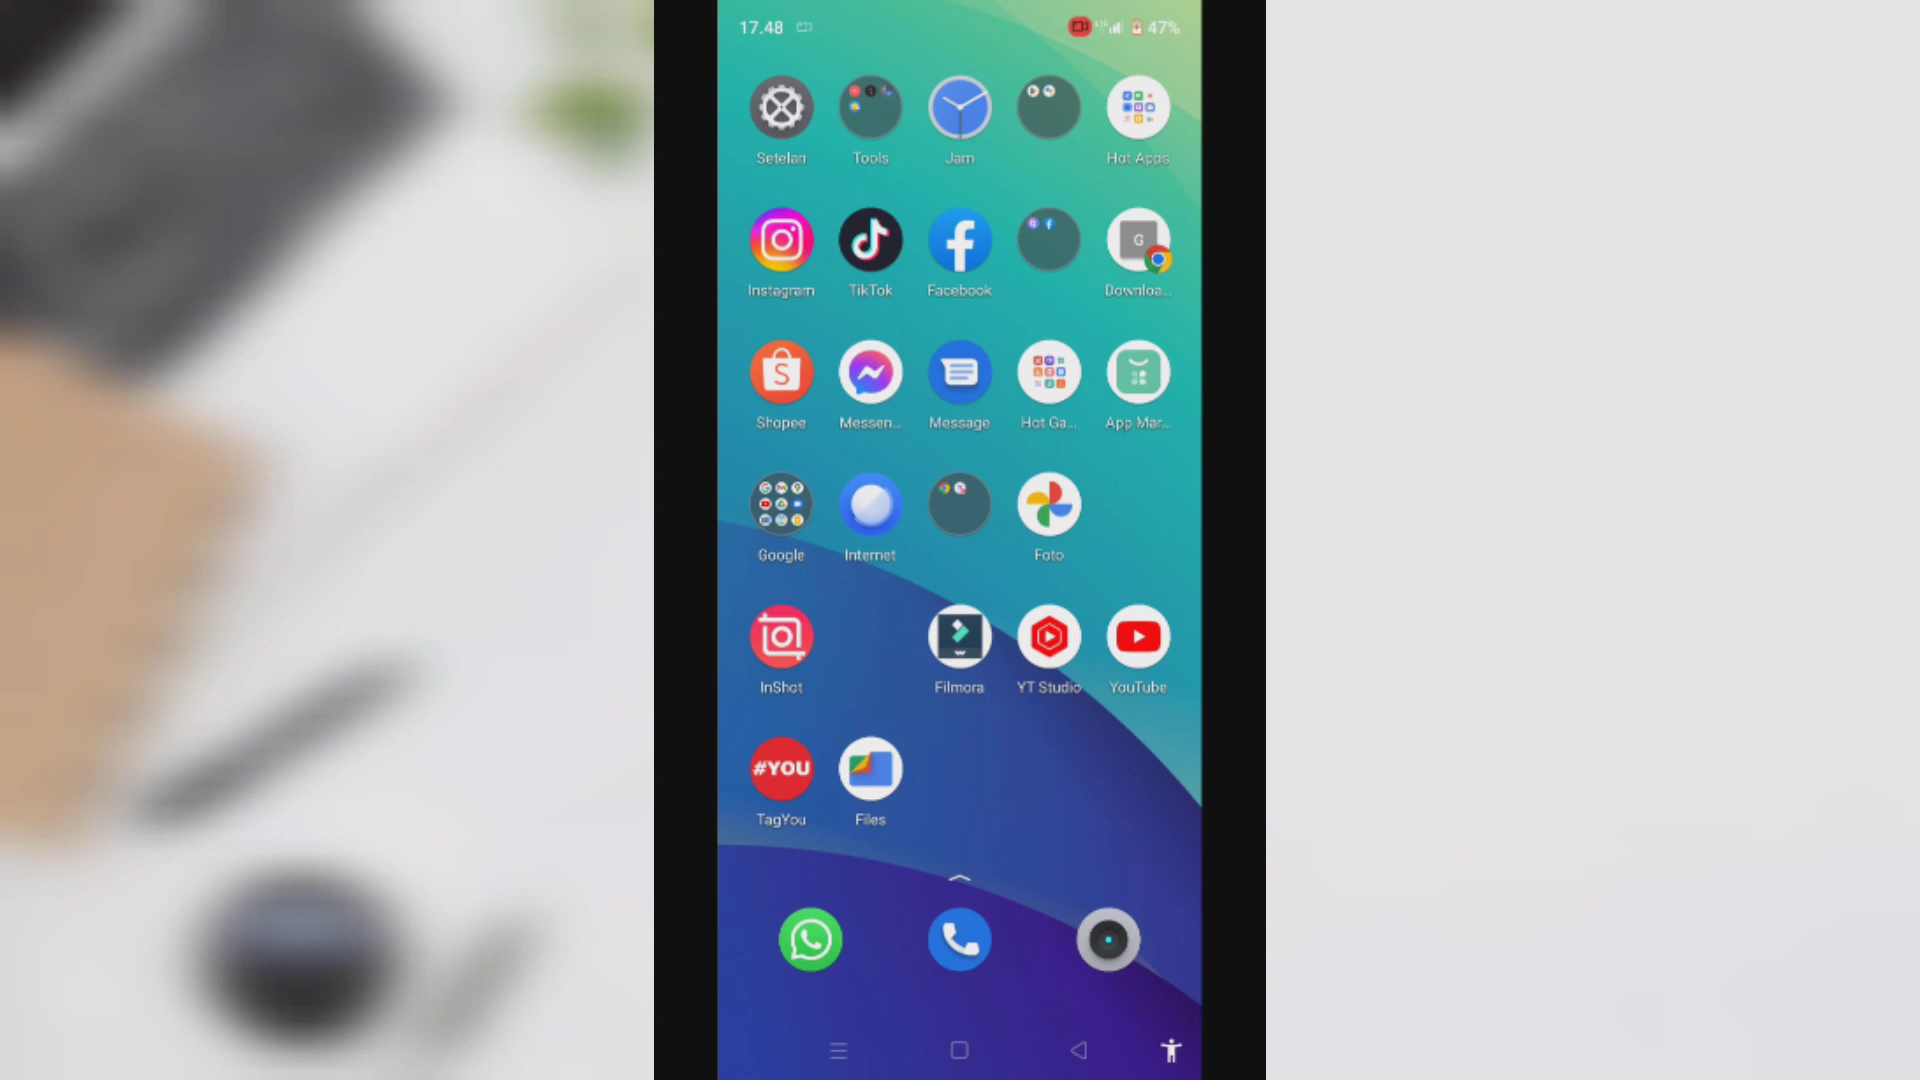 17.48 47%
Setelan Tools Jam Hot Apps
G
Instagram TikTok Facebook Downloa...
S
Shopee Messen... Message Hot Ga... App Mar...
Google Internet Foto
InShot Filmora YT Studio YouTube
#YOU
TagYou Files